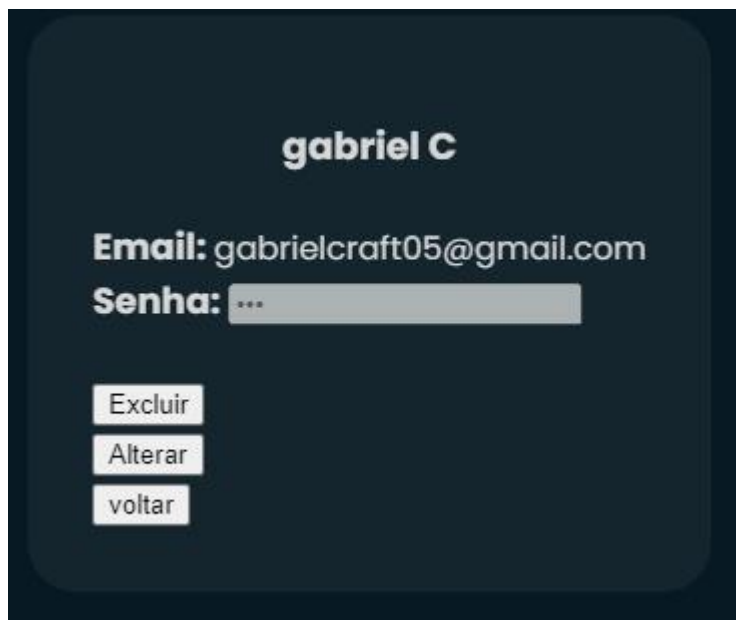 gabriel C
Email: gabrielcraft05@gmail.com
Senha: •••
Excluir
Alterar
voltar